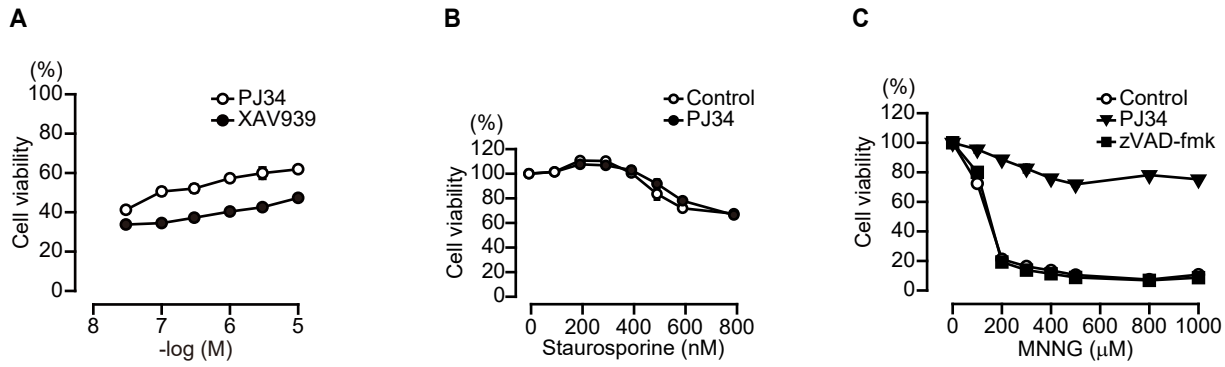 A
(%)
100
80
60
40
20
0
Cell viability
PJ34
XAV939
8 7 6 5
-log (M)
B
(%)
120
100
80
60
40
20
0
Cell viability
Control
PJ34
0 200 400 600 800
Staurosporine (nM)
C
(%)
120
100
80
60
40
20
0
Cell viability
Control
PJ34
zVAD-fmk
0 200 400 600 800 1000
MNNG (μM)